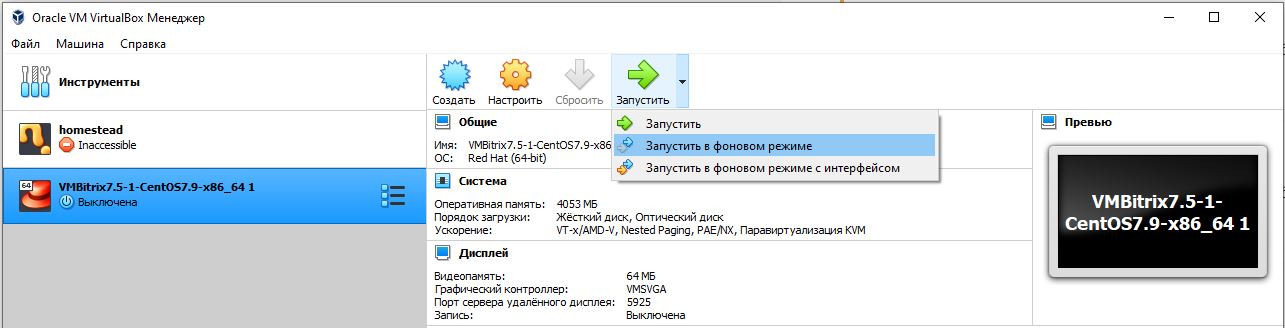 Oracle VM VirtualBox Менеджер
Файл Машина Справка
Инструменты
homestead
Inaccessible
64
VMBitrix7.5-1-CentOS7.9-x86_64 1
Выключена
Создать Настроить Сбросить Запустить
Запустить
Запустить в фоновом режиме
Запустить в фоновом режиме с интерфейсом
Общие
Имя: VMBitrix7.5-1-CentOS7.9-x86
ОС: Red Hat (64-bit)
Система
Оперативная память: 4053 МБ
Порядок загрузки: Жёсткий диск, Оптический диск
Ускорение: VT-x/AMD-V, Nested Paging, PAE/NX, Паравиртуализация KVM
Дисплей
Видеопамять: 64 МБ
Графический контроллер: VMSVGA
Порт сервера удалённого дисплея: 5925
Запись: Выключена
Превью
VMBitrix7.5-1-
CentOS7.9-x86_64 1